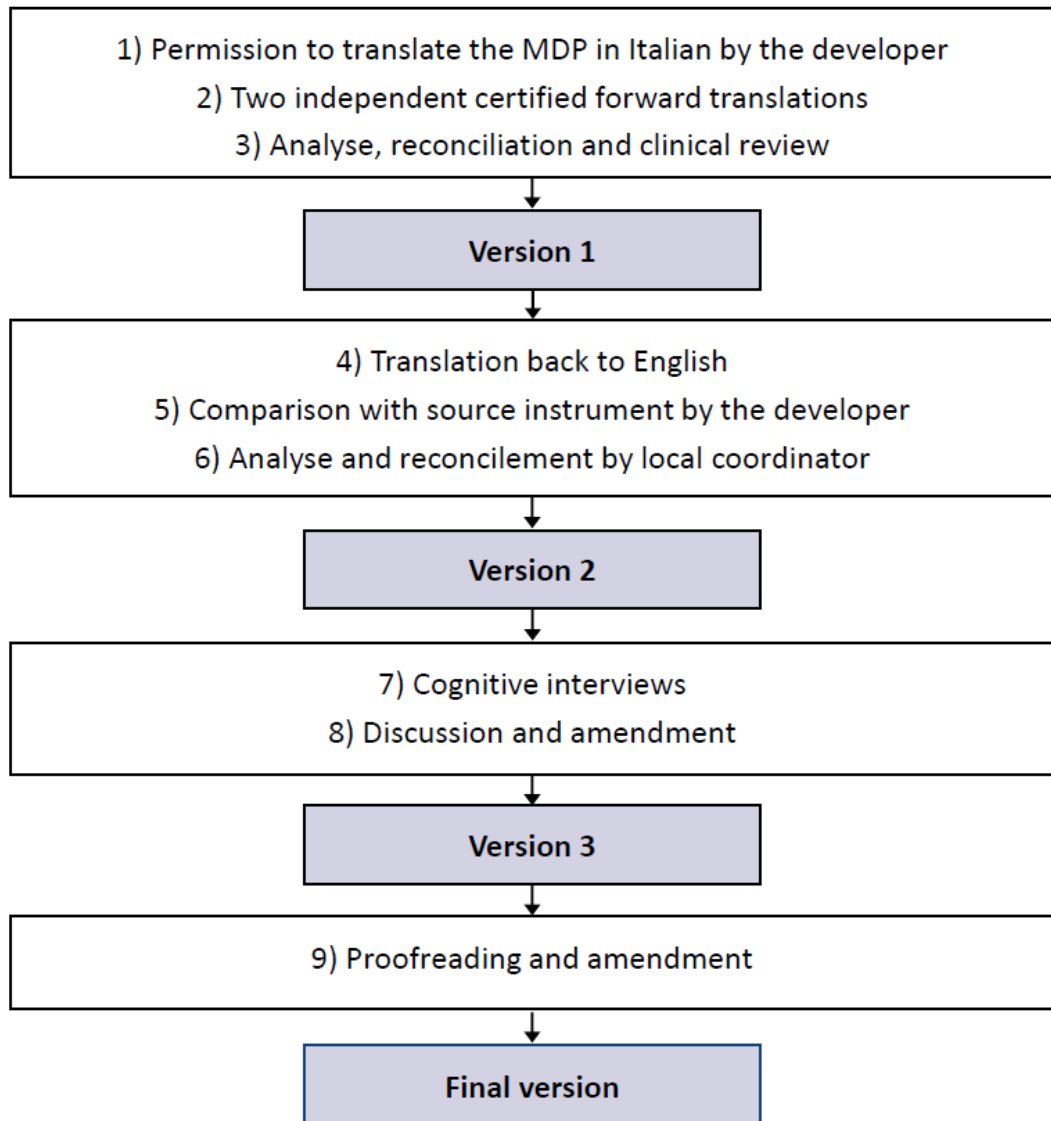 1) Permission to translate the MDP in Italian by the developer
2) Two independent certified forward translations
3) Analyse, reconciliation and clinical review
Version 1
4) Translation back to English
5) Comparison with source instrument by the developer
6) Analyse and reconcilement by local coordinator
Version 2
7) Cognitive interviews
8) Discussion and amendment
Version 3
9) Proofreading and amendment
Final version